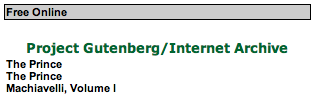 Free Online
Project Gutenberg/Internet Archive
The Prince
The Prince
Machiavelli, Volume I